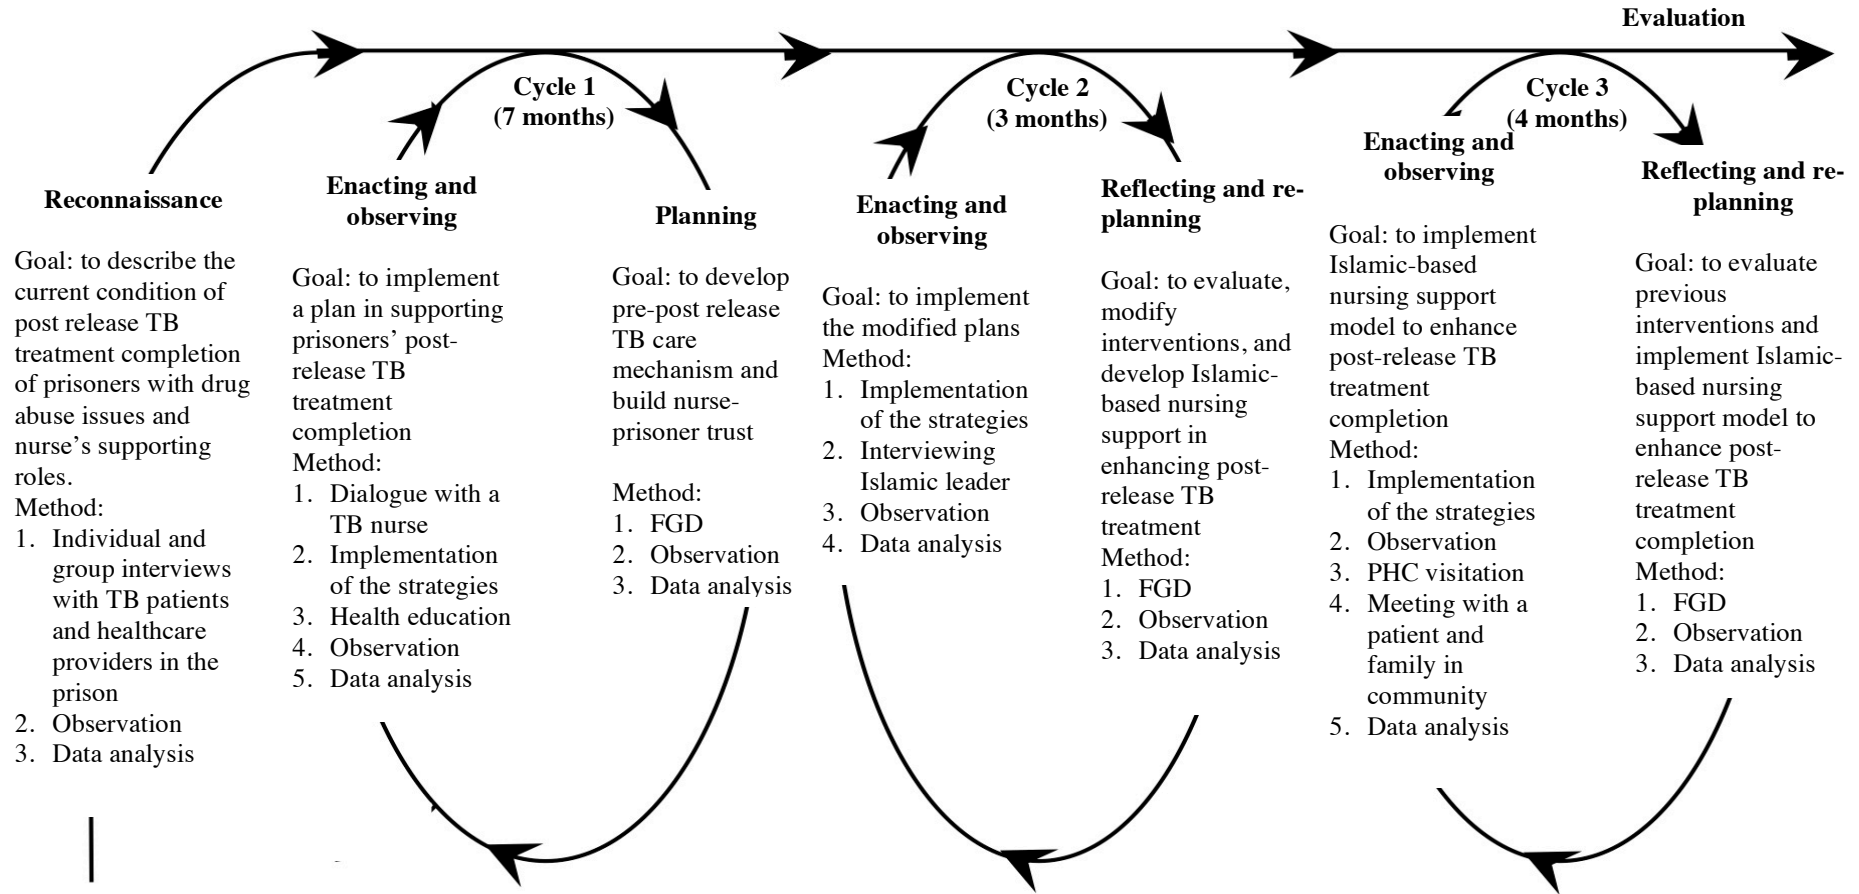 Evaluation
Cycle 1
(7 months)
Cycle 2
(3 months)
Cycle 3
(4 months)
Reconnaissance
Goal: to describe the
current condition of
post release TB
treatment completion
of prisoners with drug
abuse issues and
nurse’s supporting
roles.
Method:
1. Individual and
group interviews
with TB patients
and healthcare
providers in the
prison
2. Observation
3. Data analysis
Enacting and
observing
Goal: to implement
a plan in supporting
prisoners’ post-
release TB
treatment
completion
Method:
1. Dialogue with a
TB nurse
2. Implementation
of the strategies
3. Health education
4. Observation
5. Data analysis
Planning
Goal: to develop
pre-post release
TB care
mechanism and
build nurse-
prisoner trust
Method:
1. FGD
2. Observation
3. Data analysis
Enacting and
observing
Goal: to implement
the modified plans
Method:
1. Implementation
of the strategies
2. Interviewing
Islamic leader
3. Observation
4. Data analysis
Reflecting and re-
planning
Goal: to evaluate,
modify
interventions, and
develop Islamic-
based nursing
support in
enhancing post-
release TB
treatment
Method:
1. FGD
2. Observation
3. Data analysis
Enacting and
observing
Goal: to implement
Islamic-based
nursing support
model to enhance
post-release TB
treatment
completion
Method:
1. Implementation
of the strategies
2. Observation
3. PHC visitation
4. Meeting with a
patient and
family in
community
5. Data analysis
Reflecting and re-
planning
Goal: to evaluate
previous
interventions and
implement Islamic-
based nursing
support model to
enhance post-
release TB
treatment
completion
Method:
1. FGD
2. Observation
3. Data analysis